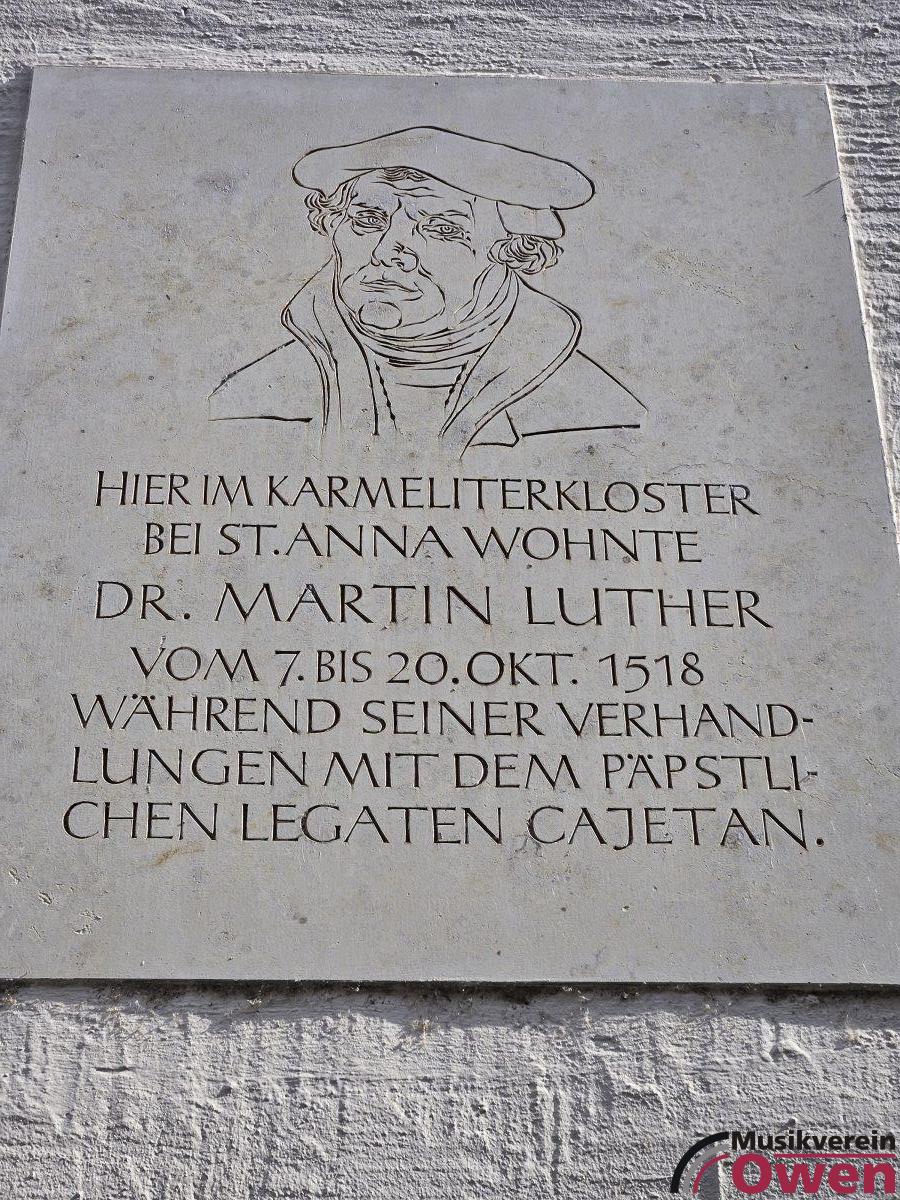 HIER IM KARMELITERKLOSTER
BEI ST. ANNA WOHNTE
DR. MARTIN LUTHER
VOM 7. BIS 20. OKT. 1518
WÄHREND SEINER VERHAND-
LUNGEN MIT DEM PÄPSTLI-
CHEN LEGATEN CAJETAN.
Musikverein
Owen